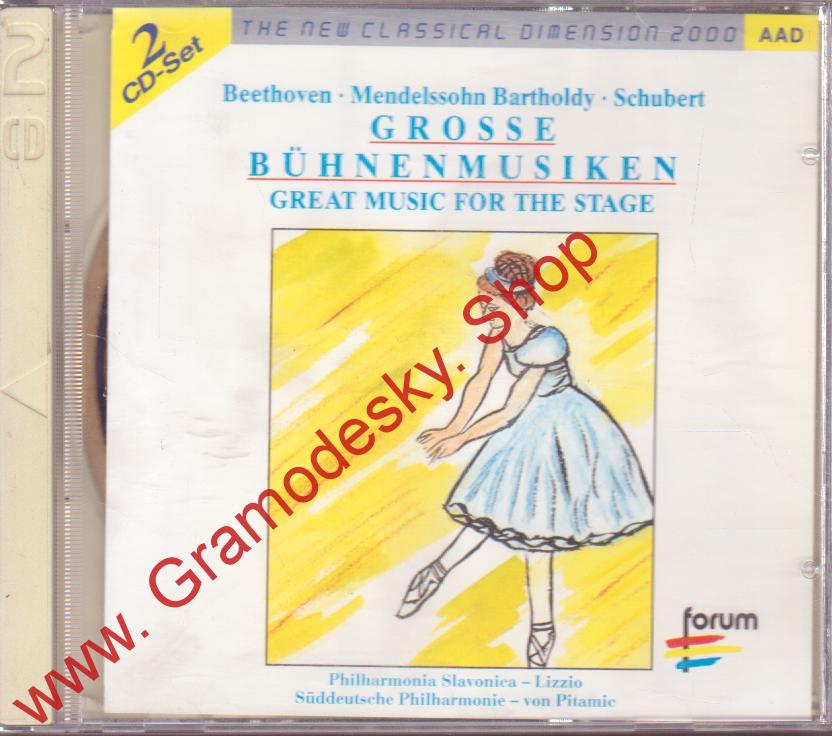 2
CD-Set
THE NEW CLASSICAL DIMENSION 2000
AAD
2
CD
Beethoven · Mendelssohn Bartholdy · Schubert
GROSSE
BÜHNENMUSIKEN
GREAT MUSIC FOR THE STAGE
www. Gramodesky. Shop
forum
Philharmonia Slavonica – Lizzio
Süddeutsche Philharmonie – von Pitamic